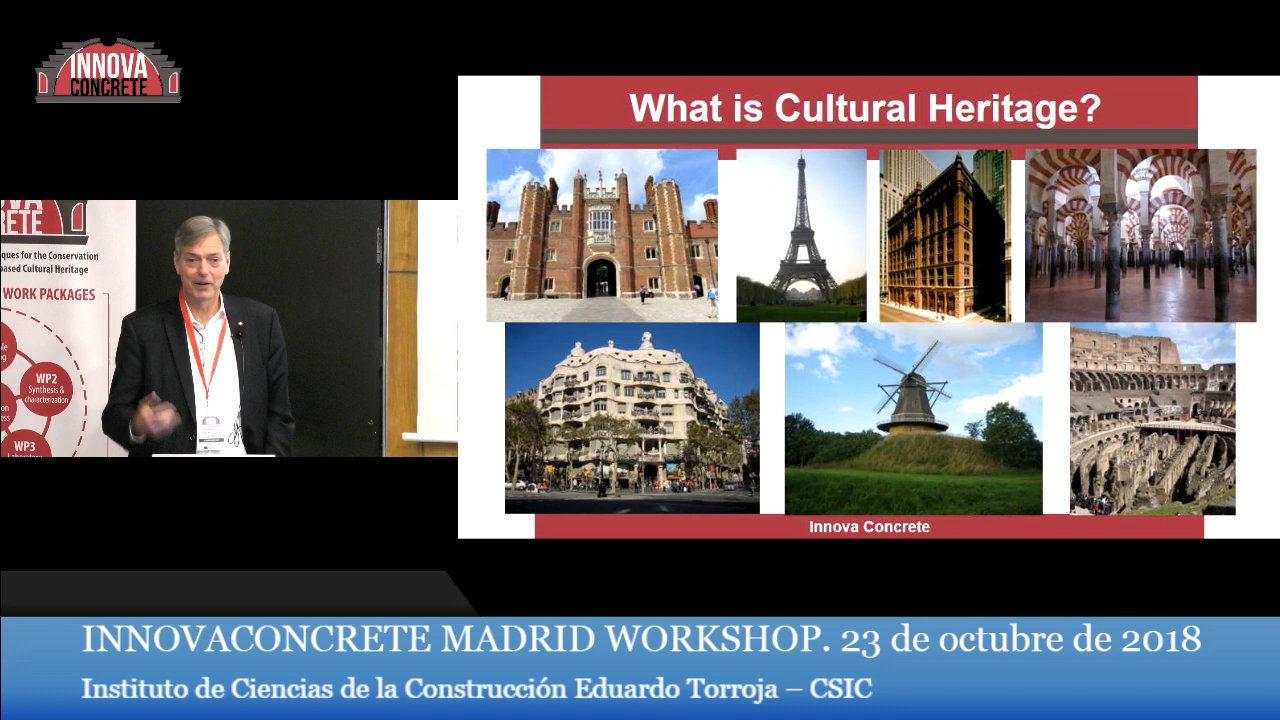 INNOVA
CONCRETE
What is Cultural Heritage?
RETE
ques for the Conservation
based Cultural Heritage
WORK PACKAGES
WP2
Synthesis &
characterization
WP3
Innova Concrete
INNOVACONCRETE MADRID WORKSHOP. 23 de octubre de 2018
Instituto de Ciencias de la Construcción Eduardo Torroja – CSIC